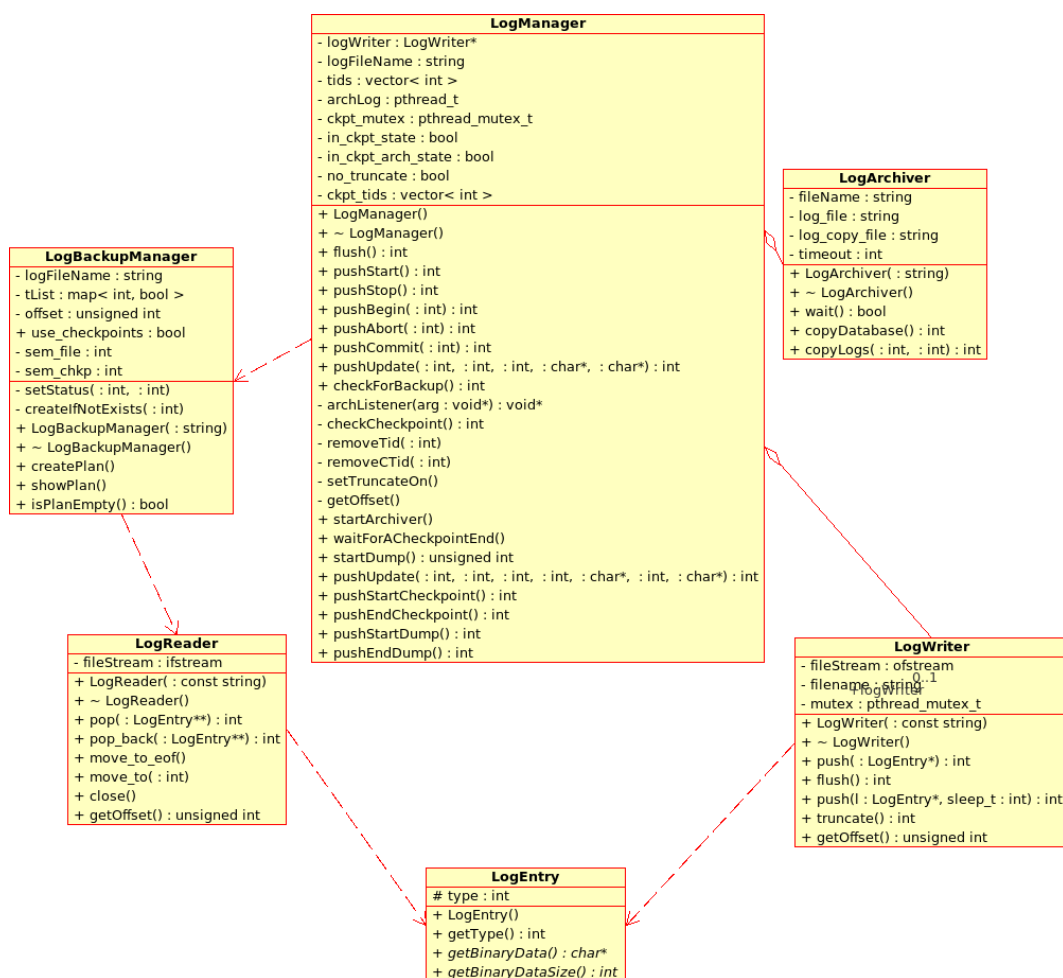 LogManager
- logWriter : LogWriter*
- logFileName : string
- tids : vector< int >
- archLog : pthread_t
- ckpt_mutex : pthread_mutex_t
- in_ckpt_state : bool
- in_ckpt_arch_state : bool
- no_truncate : bool
- ckpt_tids : vector< int >
+ LogManager()
+ ~ LogManager()
+ flush() : int
+ pushStart() : int
+ pushStop() : int
+ pushBegin( : int) : int
+ pushAbort( : int) : int
+ pushCommit( : int) : int
+ pushUpdate( : int, : int, : int, : char*, : char*) : int
+ checkForBackup() : int
- archListener(arg : void*) : void*
- checkCheckpoint() : int
- removeTid( : int)
- removeCTid( : int)
- setTruncateOn()
- getOffset()
+ startArchiver()
+ waitForACheckpointEnd()
+ startDump() : unsigned int
+ pushUpdate( : int, : int, : int, : int, : char*, : int, : char*) : int
+ pushStartCheckpoint() : int
+ pushEndCheckpoint() : int
+ pushStartDump() : int
+ pushEndDump() : int
LogArchiver
- fileName : string
- log_file : string
- log_copy_file : string
- timeout : int
+ LogArchiver( : string)
+ ~ LogArchiver()
+ wait() : bool
+ copyDatabase() : int
+ copyLogs( : int, : int) : int
LogBackupManager
- logFileName : string
- tList : map< int, bool >
- offset : unsigned int
+ use_checkpoints : bool
- sem_file : int
- sem_chkp : int
- setStatus( : int, : int)
- createIfNotExists( : int)
+ LogBackupManager( : string)
+ ~ LogBackupManager()
+ createPlan()
+ showPlan()
+ isPlanEmpty() : bool
LogReader
- fileStream : ifstream
+ LogReader( : const string)
+ ~ LogReader()
+ pop( : LogEntry**) : int
+ pop_back( : LogEntry**) : int
+ move_to_eof()
+ move_to( : int)
+ close()
+ getOffset() : unsigned int
LogWriter
- fileStream : ofstream
- filename : string
0..1
+logWriter
- mutex : pthread_mutex_t
+ LogWriter( : const string)
+ ~ LogWriter()
+ push( : LogEntry*) : int
+ flush() : int
+ push(l : LogEntry*, sleep_t : int) : int
+ truncate() : int
+ getOffset() : unsigned int
LogEntry
# type : int
+ LogEntry()
+ getType() : int
+ getBinaryData() : char*
+ getBinaryDataSize() : int